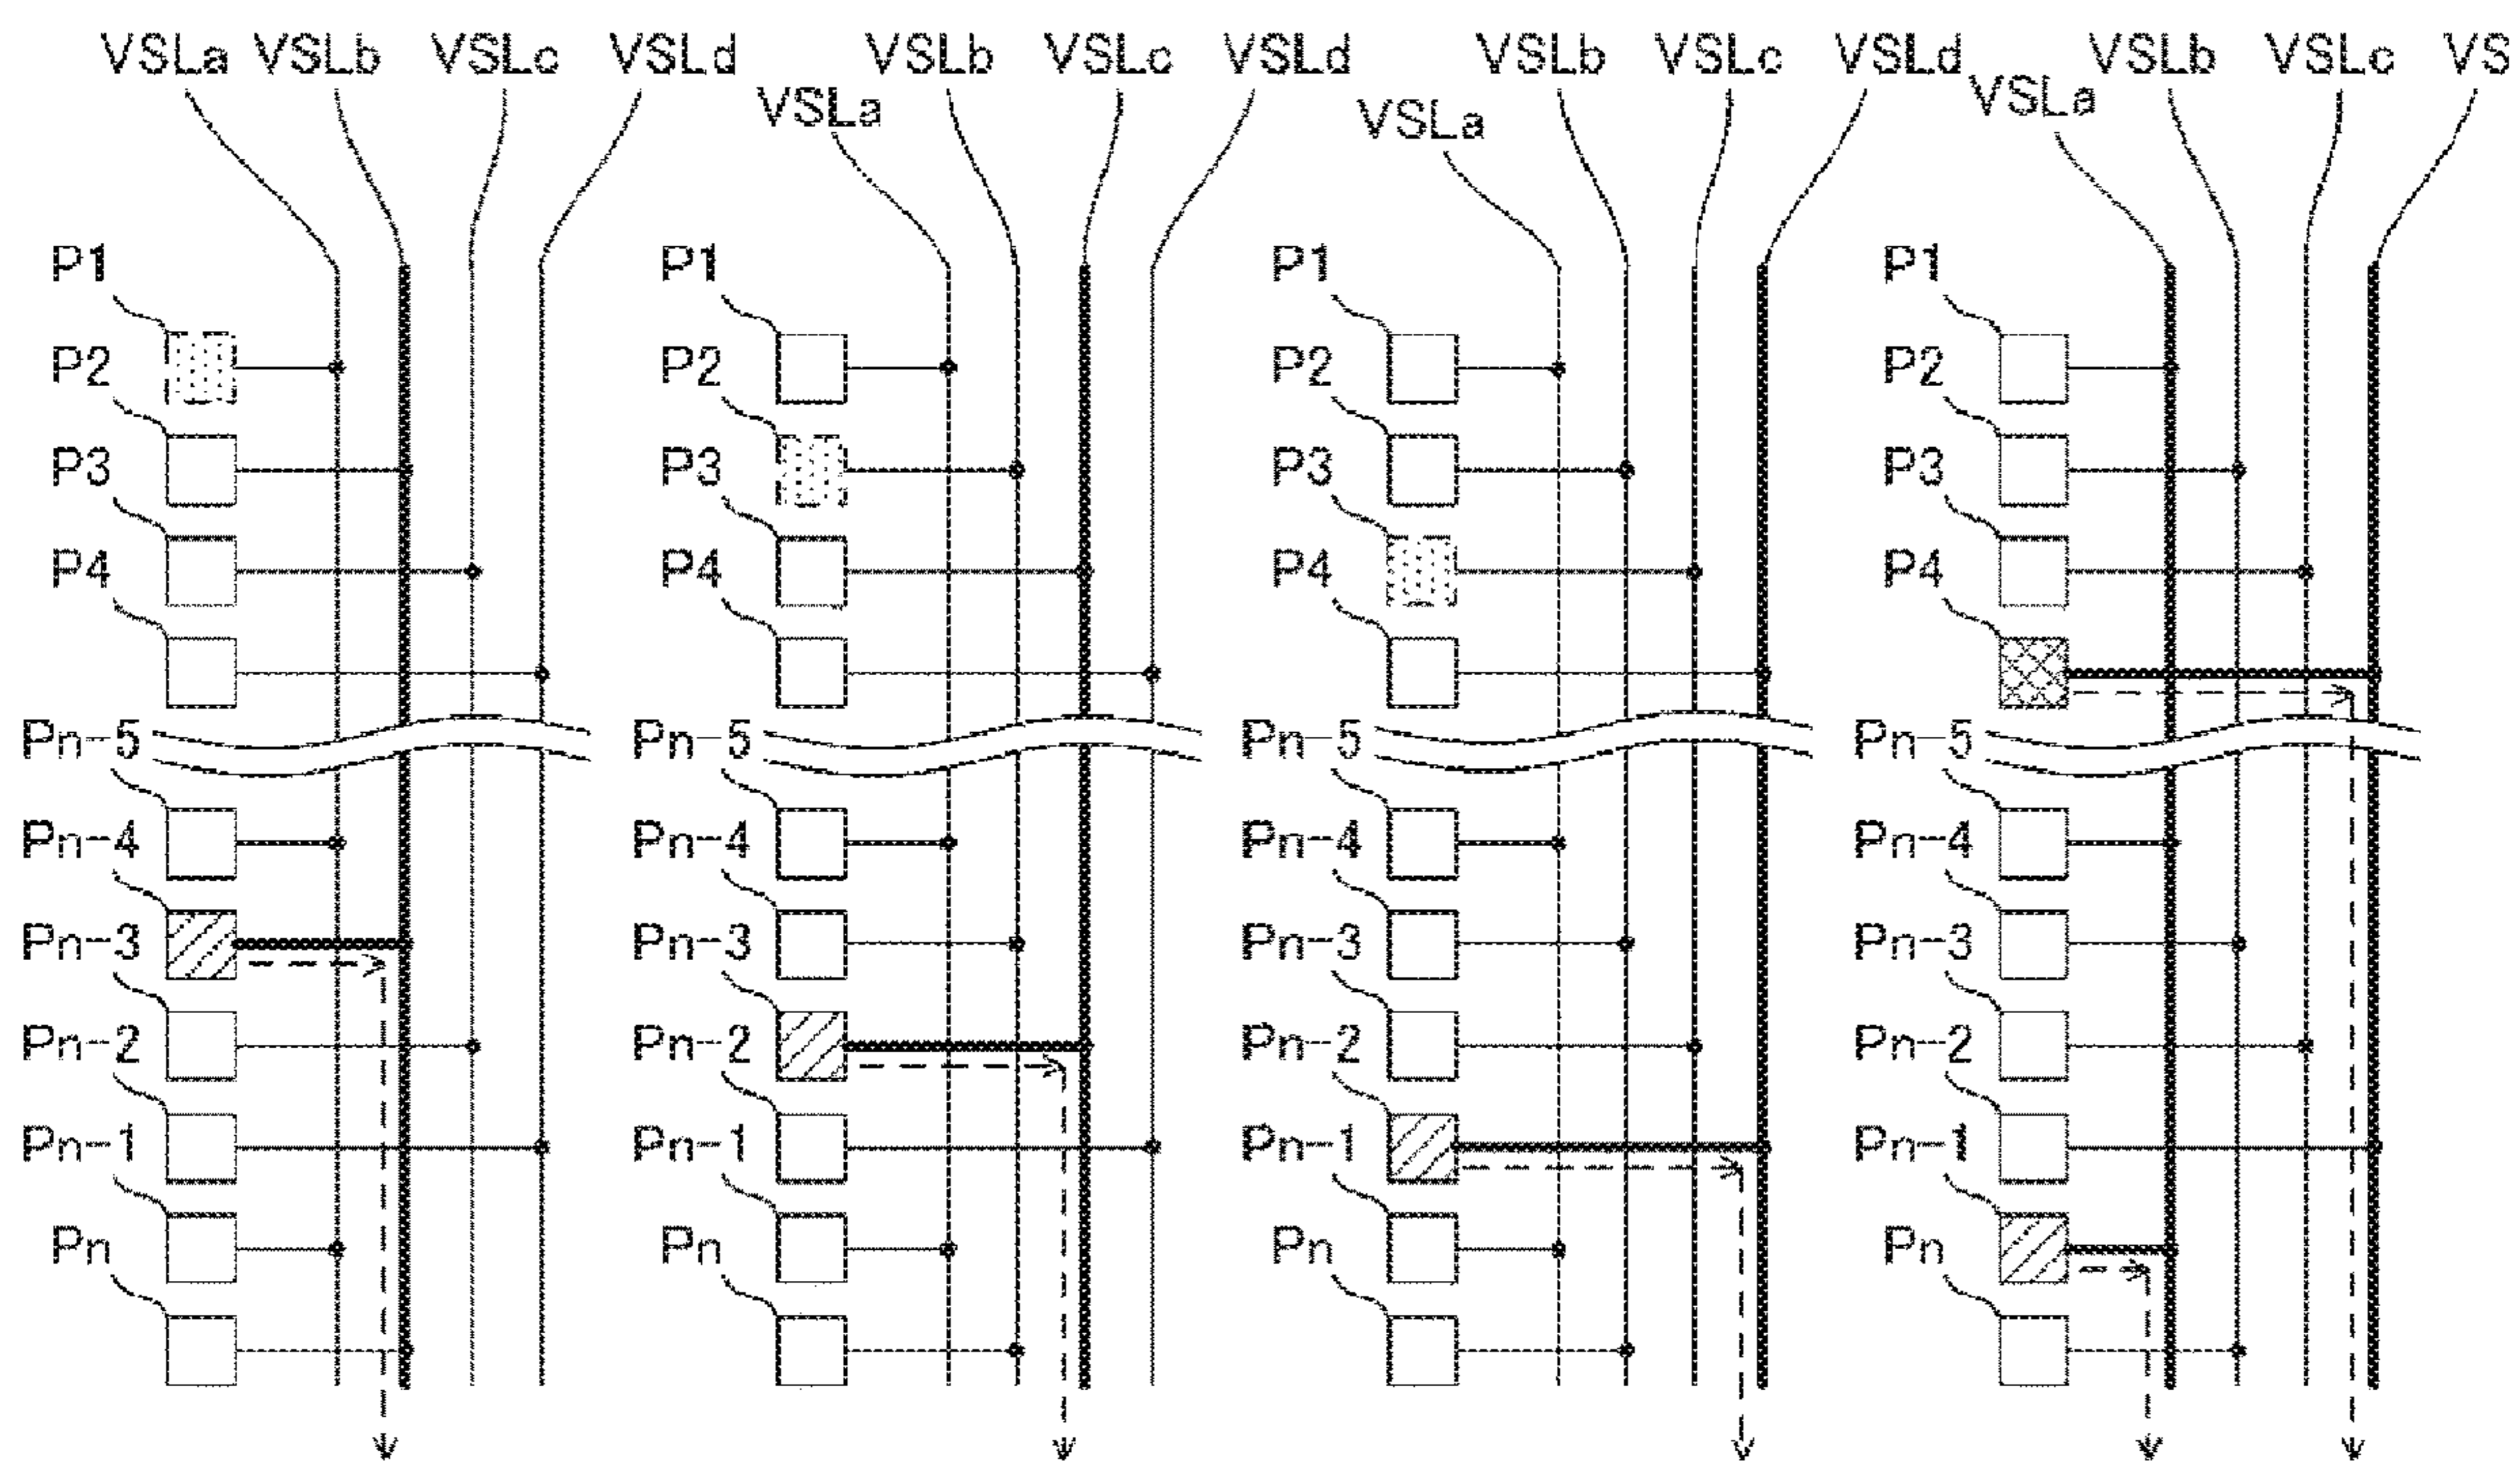 VSLa VSLb VSLc VSLd VSLb VSLc VSLd VSLb VSLc VSLd VSLb VSLc VS
VSLa VSLa VSLa
P1 P1 P1 P1
P2 P2 P2 P2
P3 P3 P3 P3
P4 P4 P4 P4
Pn-5 Pn-5 Pn-5 Pn-5
Pn-4 Pn-4 Pn-4 Pn-4
Pn-3 Pn-3 Pn-3 Pn-3
Pn-2 Pn-2 Pn-2 Pn-2
Pn-1 Pn-1 Pn-1 Pn-1
Pn Pn Pn Pn